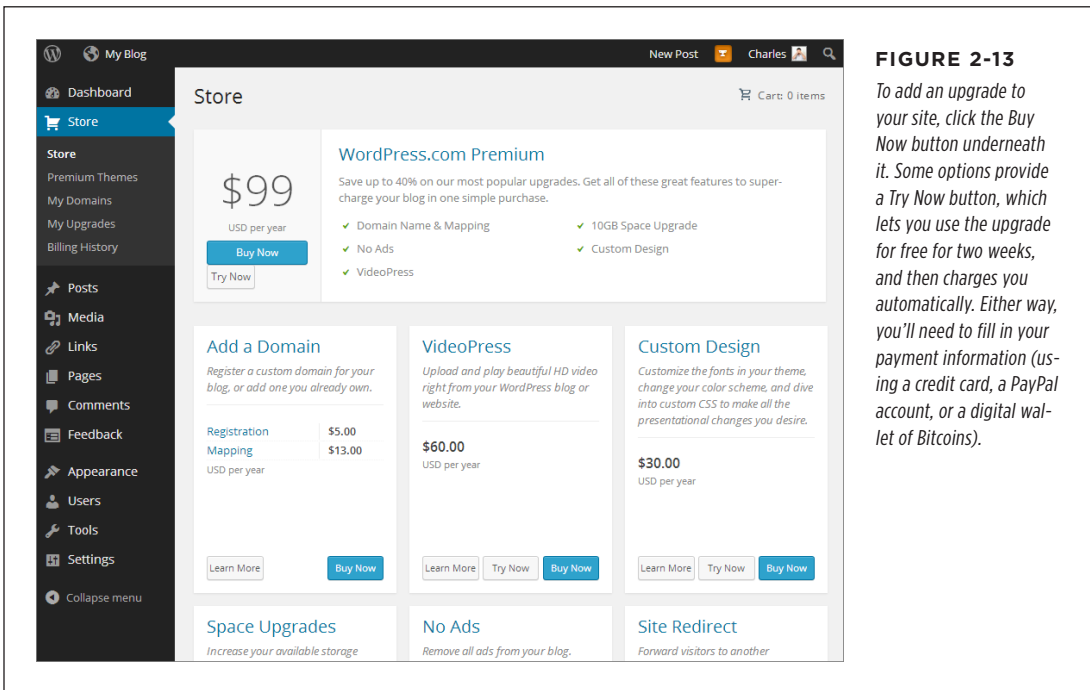 My Blog
New Post
Charles
Dashboard
Store
Store
Premium Themes
My Domains
My Upgrades
Billing History
Posts
Media
Links
Pages
Comments
Feedback
Appearance
Users
Tools
Settings
Collapse menu
Store
Cart: 0 items
$99
USD per year
Buy Now
Try Now
WordPress.com Premium
Save up to 40% on our most popular upgrades. Get all of these great features to super-
charge your blog in one simple purchase.
✓ Domain Name & Mapping
✓ 10GB Space Upgrade
✓ No Ads
✓ Custom Design
✓ VideoPress
Add a Domain
Register a custom domain for your
blog, or add one you already own.
Registration $5.00
Mapping $13.00
USD per year
Learn More
Buy Now
VideoPress
Upload and play beautiful HD video
right from your WordPress blog or
website.
$60.00
USD per year
Learn More
Try Now
Buy Now
Custom Design
Customize the fonts in your theme,
change your color scheme, and dive
into custom CSS to make all the
presentational changes you desire.
$30.00
USD per year
Learn More
Try Now
Buy Now
Space Upgrades
Increase your available storage
No Ads
Remove all ads from your blog.
Site Redirect
Forward visitors to another
FIGURE 2-13
To add an upgrade to
your site, click the Buy
Now button underneath
it. Some options provide
a Try Now button, which
lets you use the upgrade
for free for two weeks,
and then charges you
automatically. Either way,
you'll need to fill in your
payment information (us-
ing a credit card, a PayPal
account, or a digital wal-
let of Bitcoins).